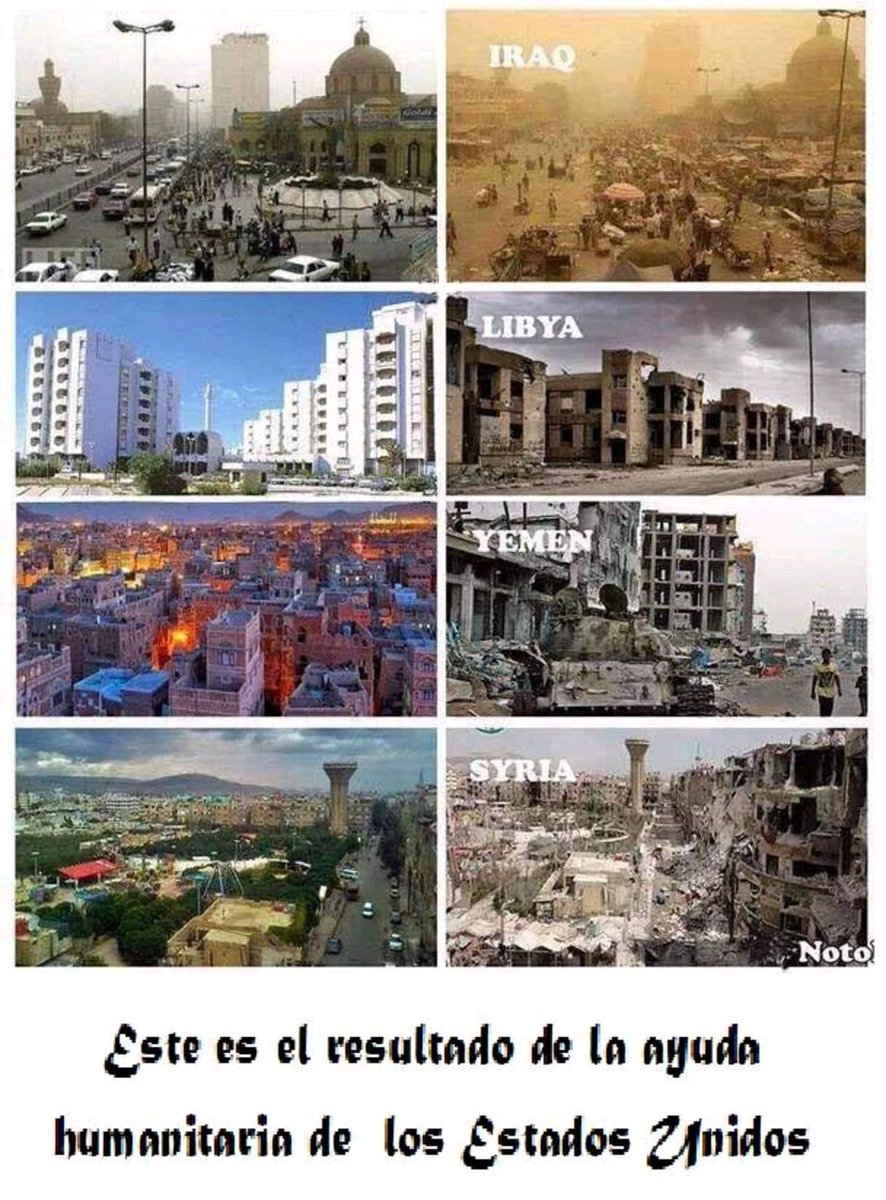 IRAQ
LIBYA
YEMEN
SYRIA
Noto
Este es el resultado de la ayuda
humanitaria de los Estados Unidos